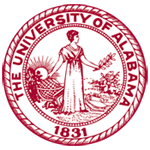 THE UNIVERSITY OF ALABAMA
1831